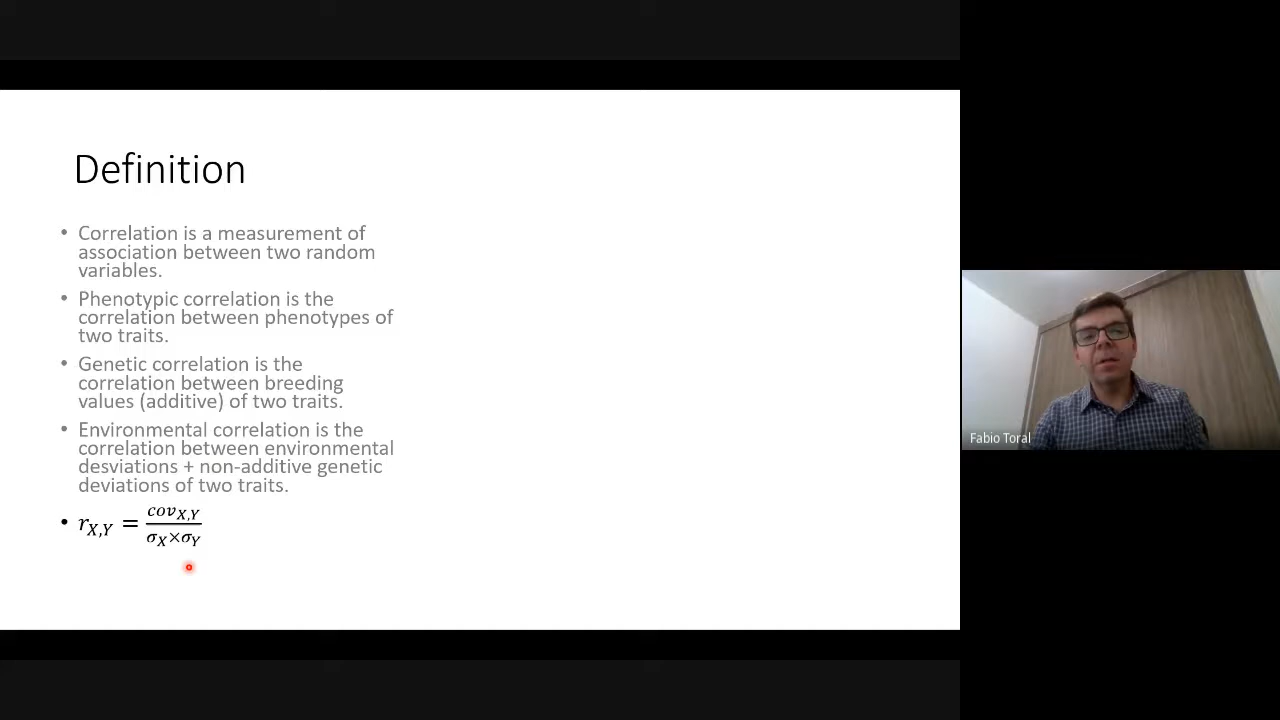 Definition
• Correlation is a measurement of
association between two random
variables.
• Phenotypic correlation is the
correlation between phenotypes of
two traits.
• Genetic correlation is the
correlation between breeding
values (additive) of two traits.
• Environmental correlation is the
correlation between environmental
desviations + non-additive genetic
deviations of two traits.
• r_{X,Y} = \frac{cov_{X,Y}}{σ_X×σ_Y}
Fabio Toral